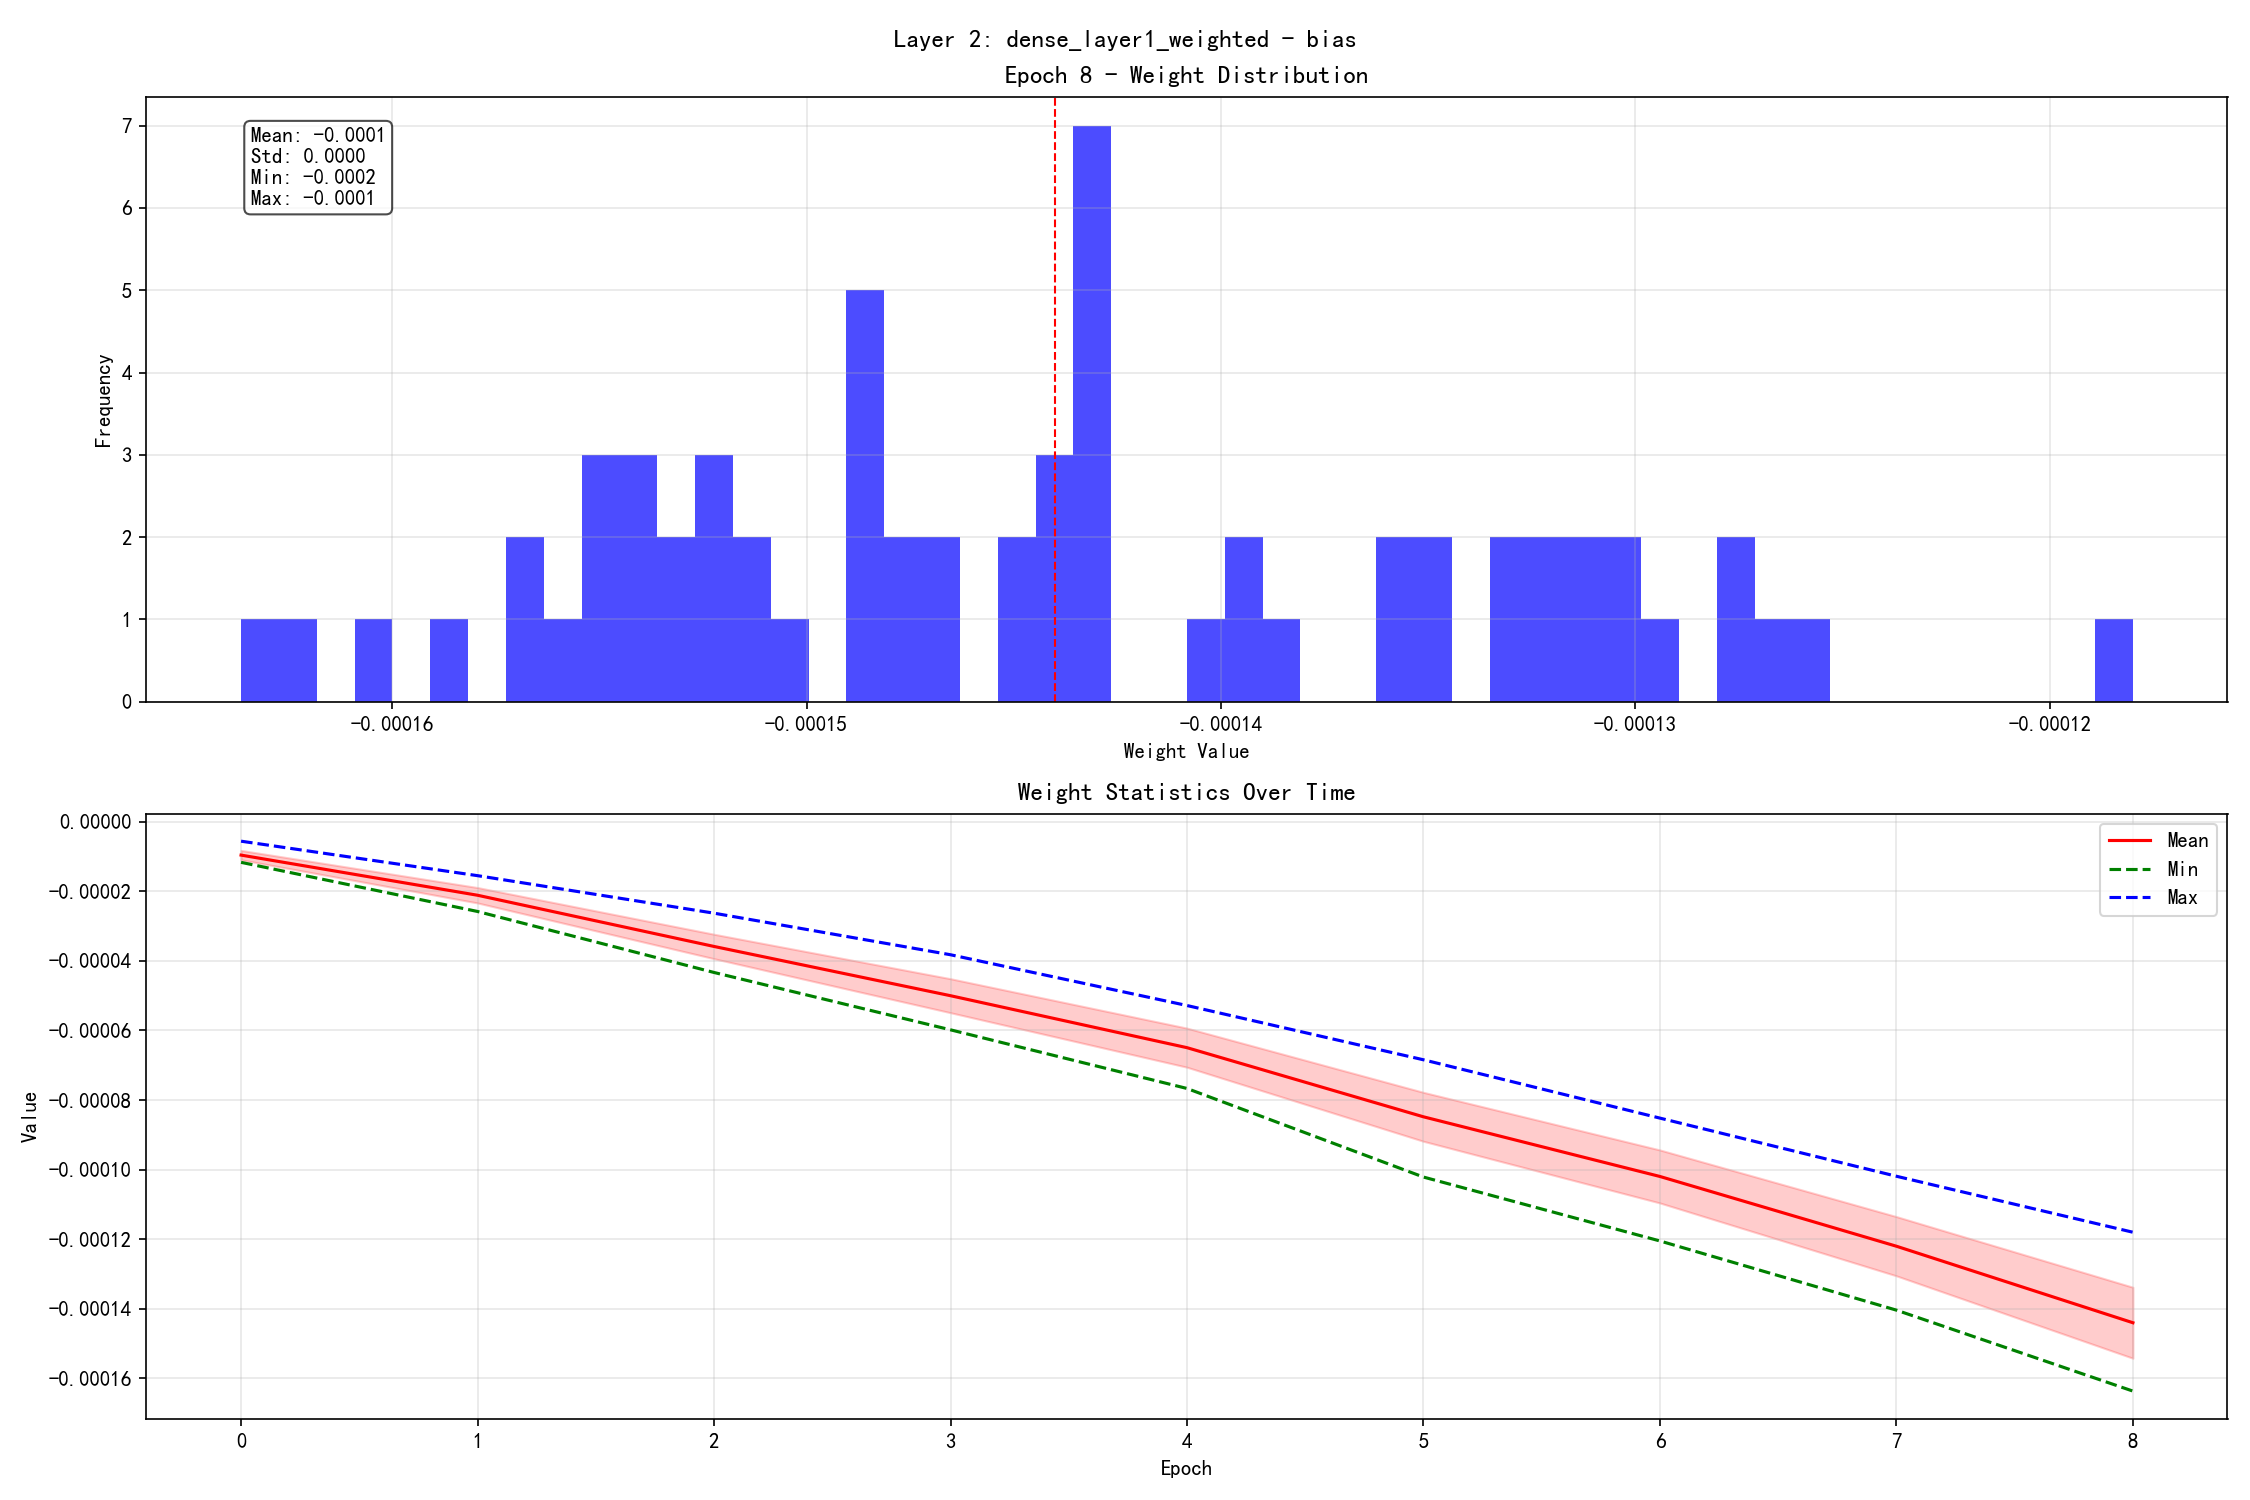 Layer 2: dense_layer1_weighted - bias
Epoch 8 - Weight Distribution
Mean: -0.0001
Std: 0.0000
Min: -0.0002
Max: -0.0001
7
6
5
4
3
2
1
0
Frequency
-0.00016 -0.00015 -0.00014 -0.00013 -0.00012
Weight Value
Weight Statistics Over Time
0.00000
-0.00002
-0.00004
-0.00006
-0.00008
-0.00010
-0.00012
-0.00014
-0.00016
Value
Mean
Min
Max
0 1 2 3 4 5 6 7 8
Epoch